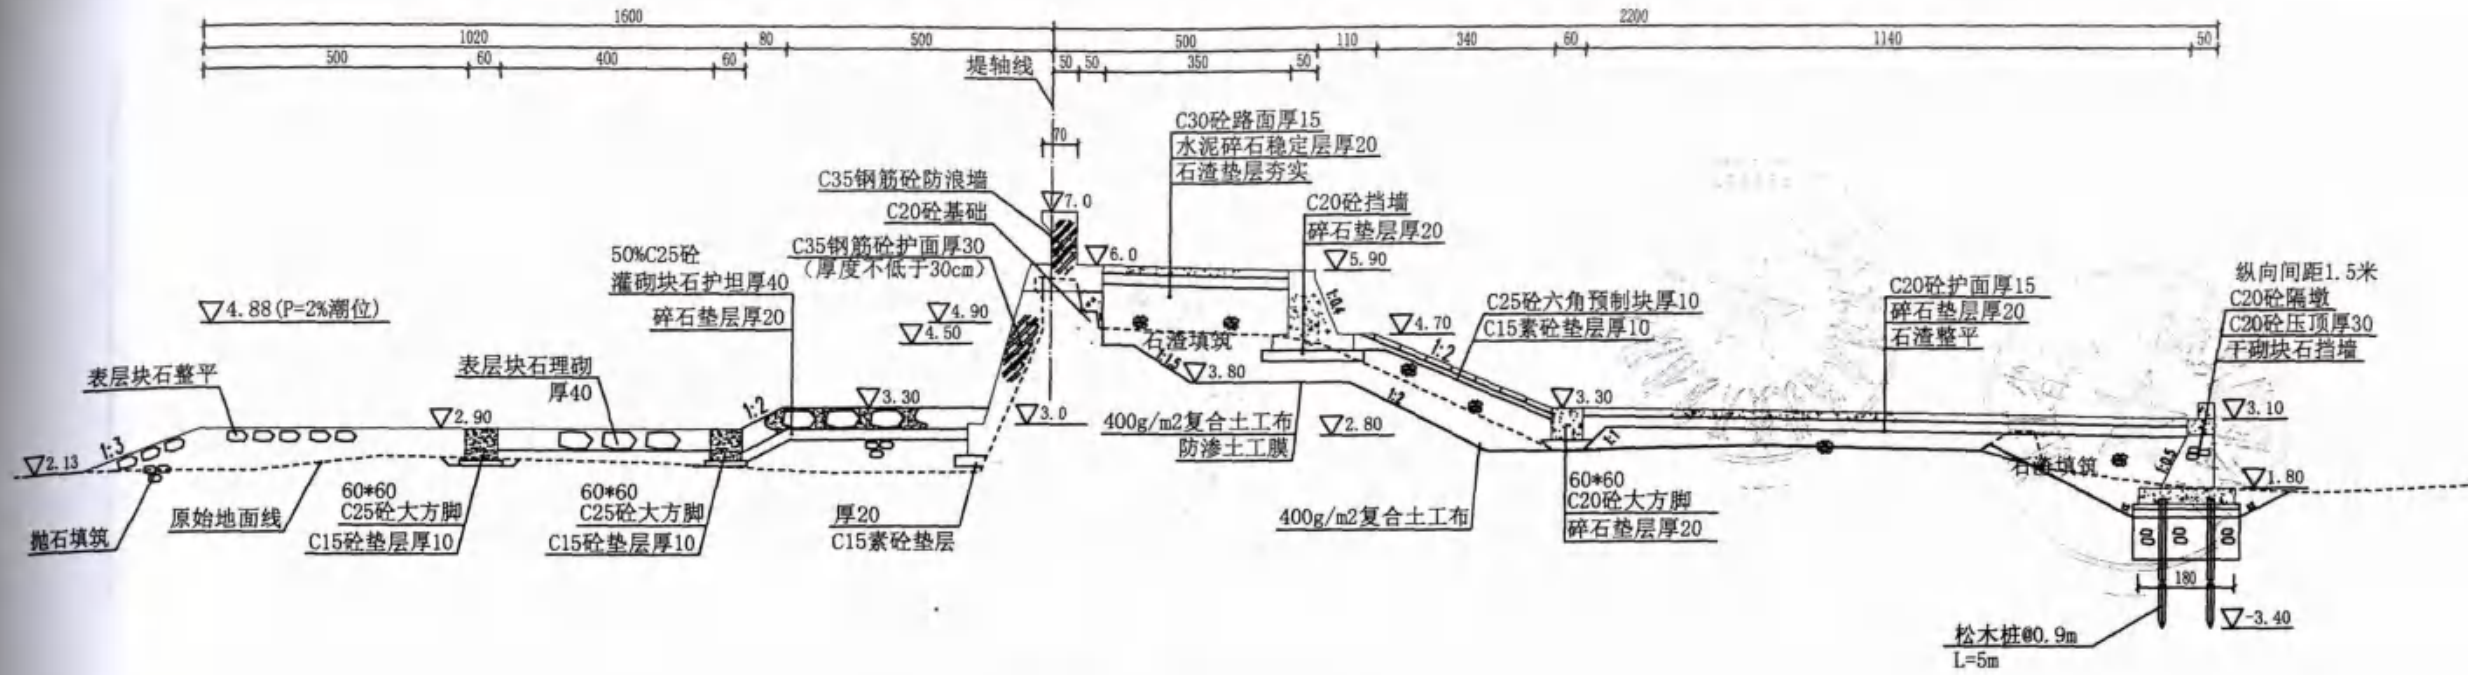 1600
2200
1020
80
500
500
110
340
60
1140
50
500
60
400
60
50
50
350
50
堤轴线
70
C30砼路面厚15
水泥碎石稳定层厚20
石渣垫层夯实
C35钢筋砼防浪墙
C20砼基础
7.0
C20砼挡墙
碎石垫层厚20
50%C25砼
灌砌块石护坦厚40
碎石垫层厚20
C35钢筋砼护面厚30
(厚度不低于30cm)
6.0
5.90
1:0.4
4.88(P=2%潮位)
4.90
4.50
4.70
1:2
C25砼六角预制块厚10
C15素砼垫层厚10
C20砼护面厚15
碎石垫层厚20
石渣整平
纵向间距1.5米
C20砼隔墩
C20砼压顶厚30
干砌块石挡墙
表层块石整平
表层块石理砌
厚40
石渣填筑
1:1.5
3.80
1:2
3.30
3.0
3.30
3.10
2.90
1:2
1:3
2.13
400g/m2复合土工布
防渗土工膜
2.80
1:1
石渣填筑
1:0.5
1.80
抛石填筑
原始地面线
60*60
C25砼大方脚
C15砼垫层厚10
60*60
C25砼大方脚
C15砼垫层厚10
厚20
C15素砼垫层
400g/m2复合土工布
60*60
C20砼大方脚
碎石垫层厚20
180
松木桩@0.9m
L=5m
-3.40